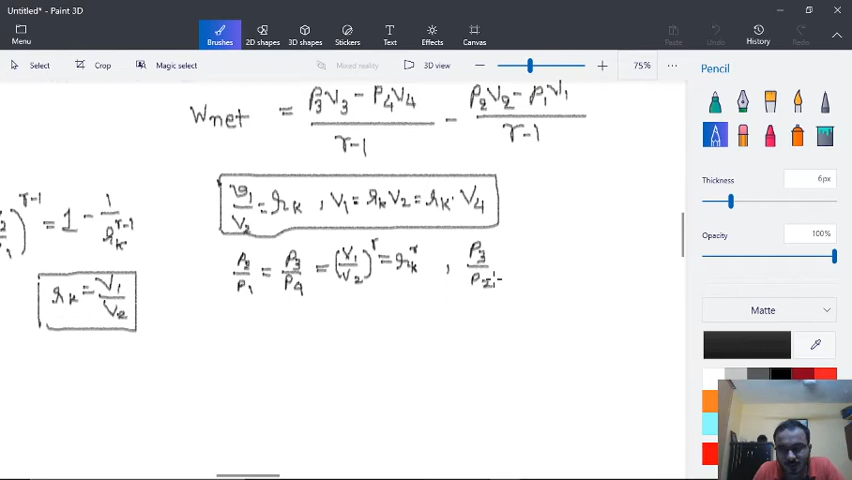 Untitled* - Paint 3D
Menu
Brushes
2D shapes
3D shapes
Stickers
Text
Effects
Canvas
Paste
Undo
History
Redo
Select
Crop
Magic select
Mixed reality
3D view
75%
Pencil
Thickness
6px
Opacity
100%
Matte
Wnet = (P3V3 - P4V4)/(r-1) - (P2V2 - P1V1)/(r-1)
v1/V2 = rk , V1 = rk V2 = rk · V4
)^(r-1) = 1 - 1/rk^(r-1)
P2/P1 = P3/P4 = (V1/V2)^r = rk^r , P3/P2
rk = V1/V2